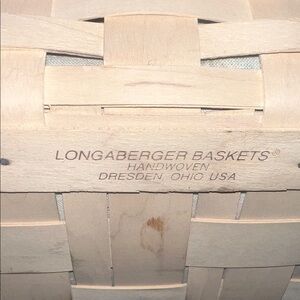 LONGABERGER BASKETS®
HANDWOVEN
DRESDEN, OHIO USA